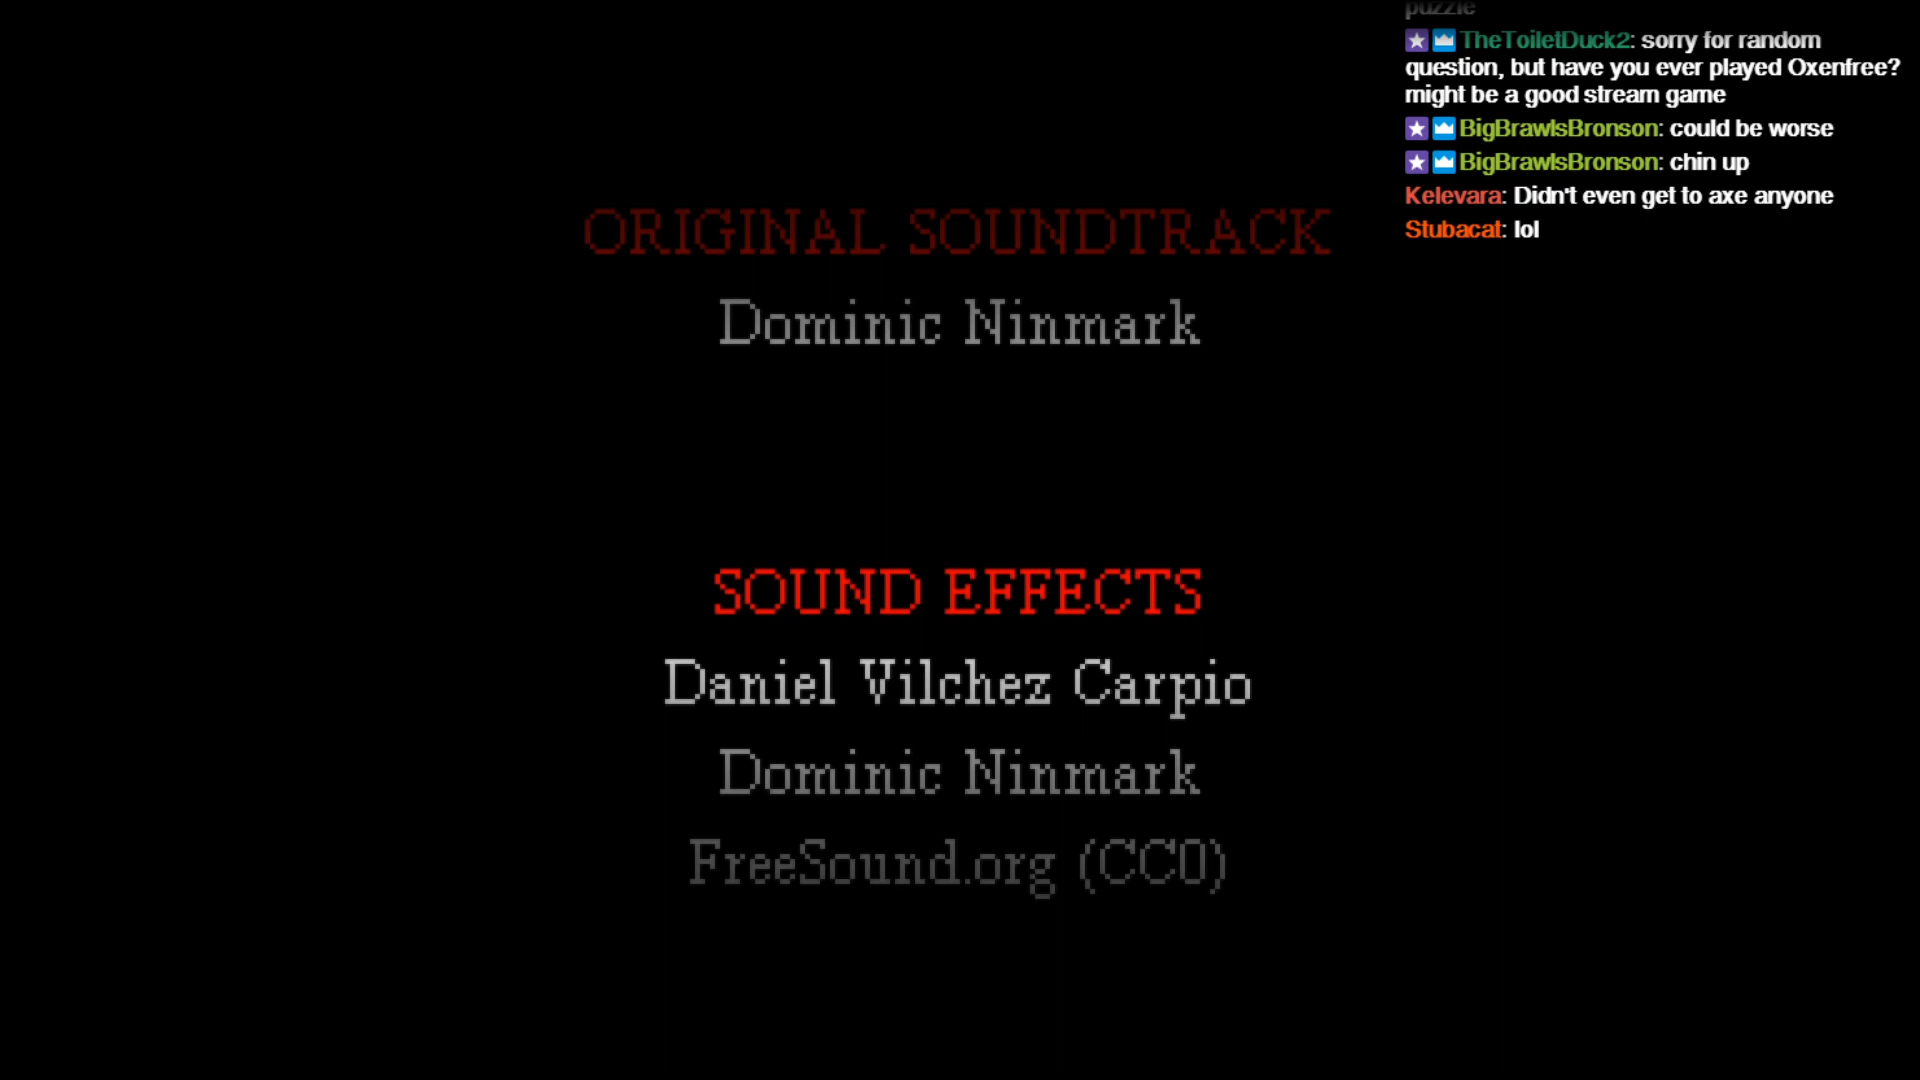 puzzle
TheToiletDuck2: sorry for random
question, but have you ever played Oxenfree?
might be a good stream game
BigBrawlsBronson: could be worse
BigBrawlsBronson: chin up
Kelevara: Didn't even get to axe anyone
Stubacat: lol
ORIGINAL SOUNDTRACK
Dominic Ninmark
SOUND EFFECTS
Daniel Vilchez Carpio
Dominic Ninmark
FreeSound.org (CC0)